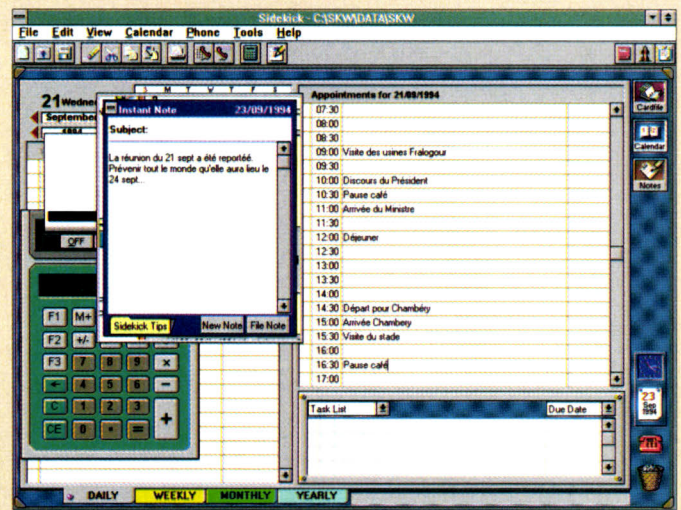 Sidekick - C:\SKW\DATA\SKW
File Edit View Calendar Phone Tools Help
21 Wednes
September
1994
S M T W T F S
Instant Note 23/09/1994
Subject:
La réunion du 21 sept a été reportéé.
Prévenir tout le monde qu'elle aura lieu le
24 sept...
Sidekick Tips New Note File Note
OFF
F1 M+
F2 +/-
F3 7 8 9 x
← 4 5 6 −
C 1 2 3 +
CE 0 • =
Appointments for 21/09/1994
07:30
08:00
08:30
09:00 Visite des usines Fralogour
09:30
10:00 Discours du Président
10:30 Pause café
11:00 Arrivée du Ministre
11:30
12:00 Déjeuner
12:30
13:00
13:30
14:00
14:30 Départ pour Chambéry
15:00 Arrivée Chambery
15:30 Visite du stade
16:00
16:30 Pause café
17:00
Task List Due Date
Cardfile
Calendar
Notes
23
Sep
1994
DAILY WEEKLY MONTHLY YEARLY